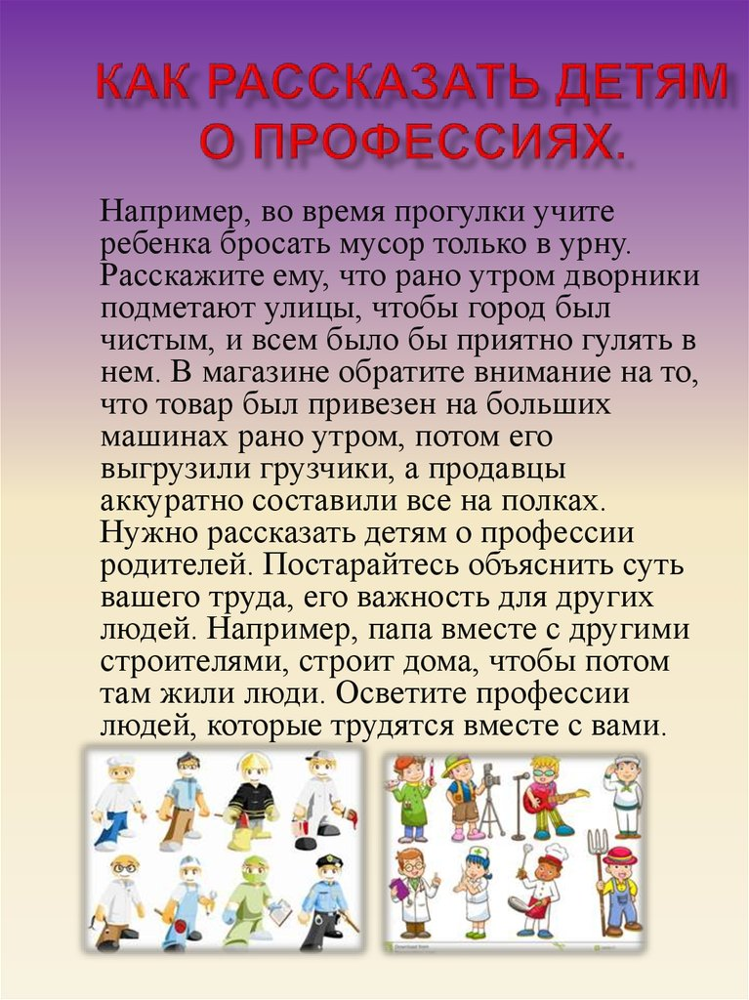 КАК РАССКАЗАТЬ ДЕТЯМ
О ПРОФЕССИЯХ.
Например, во время прогулки учите
ребенка бросать мусор только в урну.
Расскажите ему, что рано утром дворники
подметают улицы, чтобы город был
чистым, и всем было бы приятно гулять в
нем. В магазине обратите внимание на то,
что товар был привезен на больших
машинах рано утром, потом его
выгрузили грузчики, а продавцы
аккуратно составили все на полках.
Нужно рассказать детям о профессии
родителей. Постарайтесь объяснить суть
вашего труда, его важность для других
людей. Например, папа вместе с другими
строителями, строит дома, чтобы потом
там жили люди. Осветите профессии
людей, которые трудятся вместе с вами.
Download from